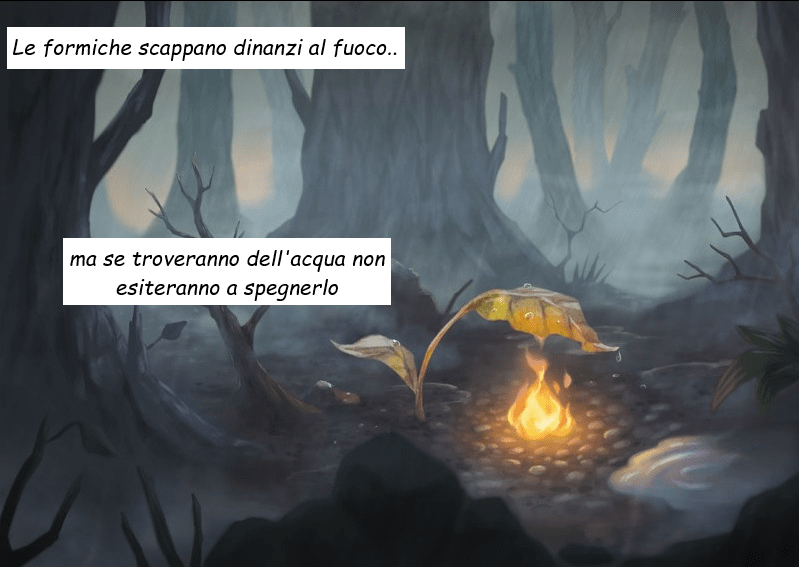 Le formiche scappano dinanzi al fuoco..
ma se troveranno dell'acqua non
esiteranno a spegnerlo